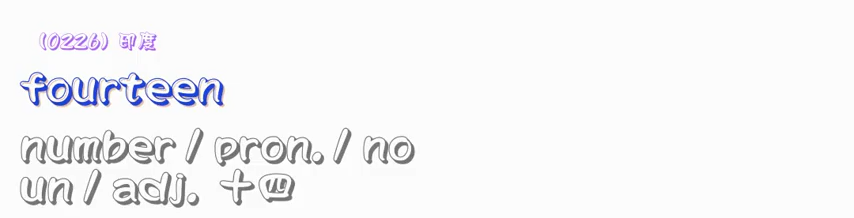 （0226）印度
fourteen
number / pron. / no
un / adj. 十四